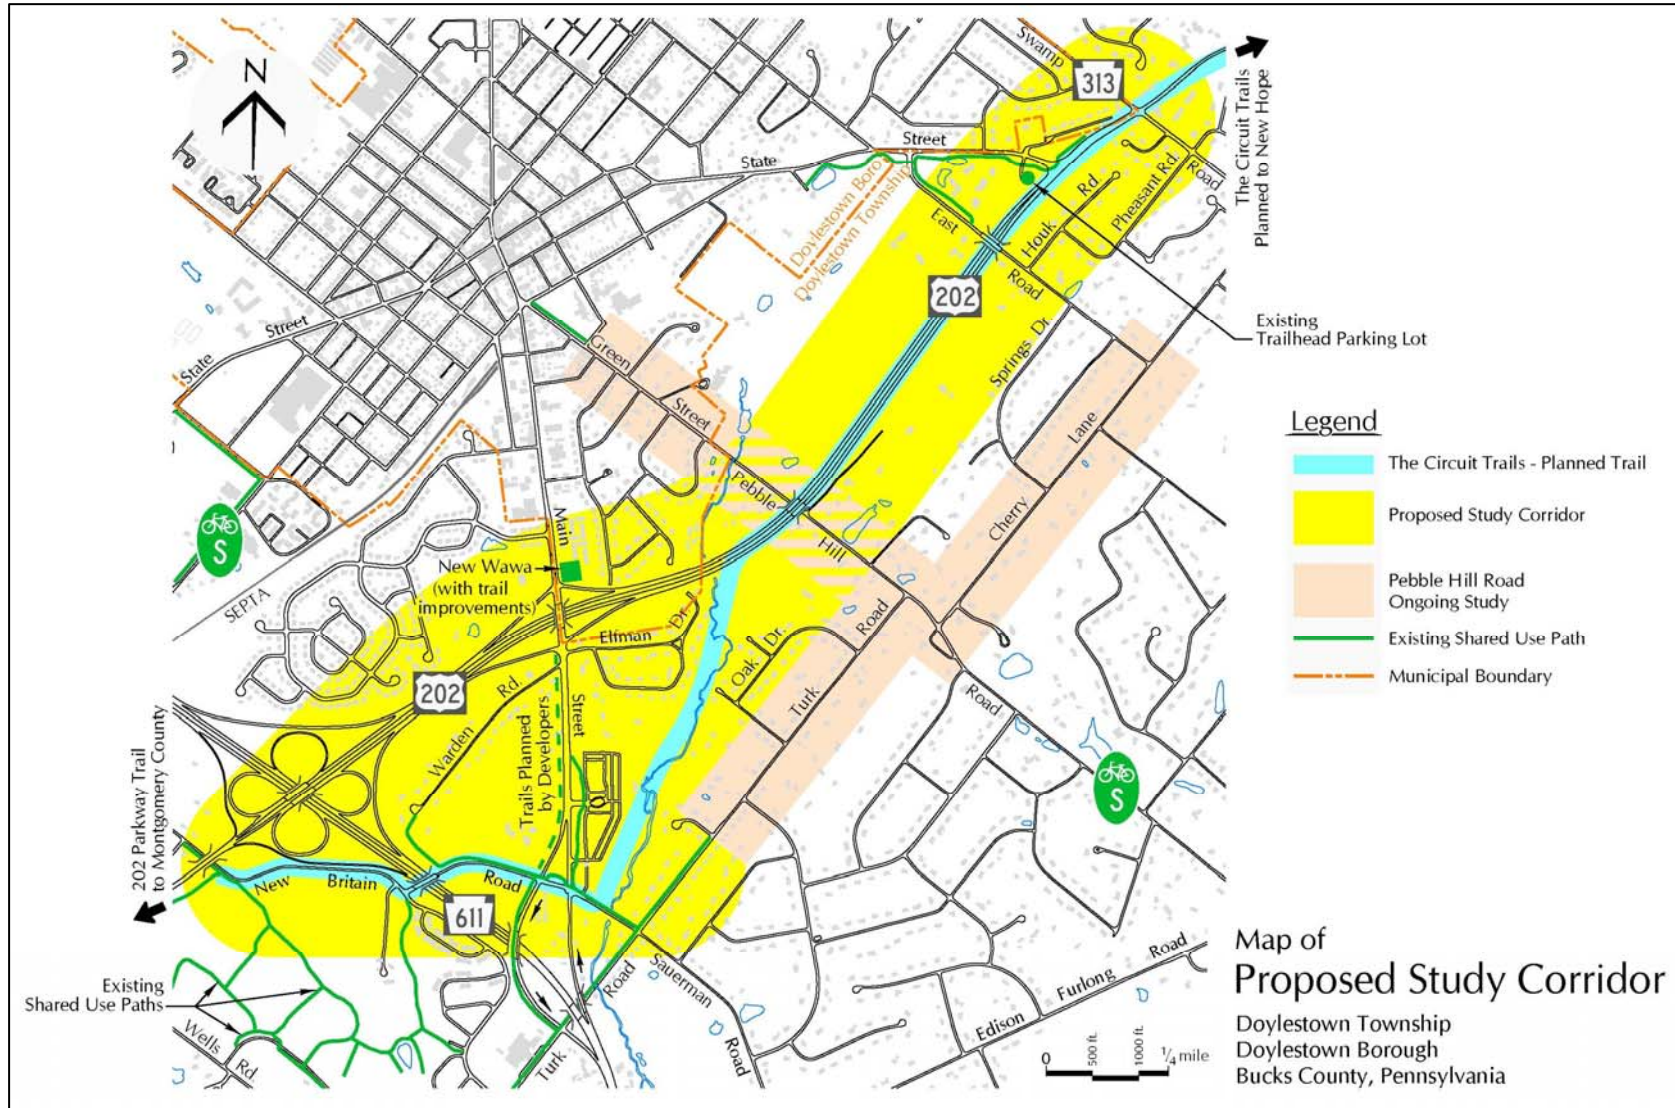 N
Swamp
313
The Circuit Trails
Planned to New Hope
Street
State
Road
Pheasant Rd.
Rd.
Houk
Doylestown Boro
Doylestown Township
East
Road
202
Existing
Trailhead Parking Lot
Street
State
Green
Street
Springs Dr.
Lane
Cherry
Pebble
Hill
Main
New Wawa
(with trail
improvements)
S
SEPTA
Elfman
Dr.
Oak Dr.
Road
Turk
Road
202
Rd.
Warden
Street
Trails Planned
by Developers
S
202 Parkway Trail
to Montgomery County
New
Britain
Road
611
Existing
Shared Use Paths
Wells
Rd.
Turk
Road
Sauerman
Road
Edison
Furlong
Road
Legend
The Circuit Trails - Planned Trail
Proposed Study Corridor
Pebble Hill Road
Ongoing Study
Existing Shared Use Path
Municipal Boundary
Map of
Proposed Study Corridor
Doylestown Township
Doylestown Borough
Bucks County, Pennsylvania
0
500 ft.
1000 ft.
1/4 mile